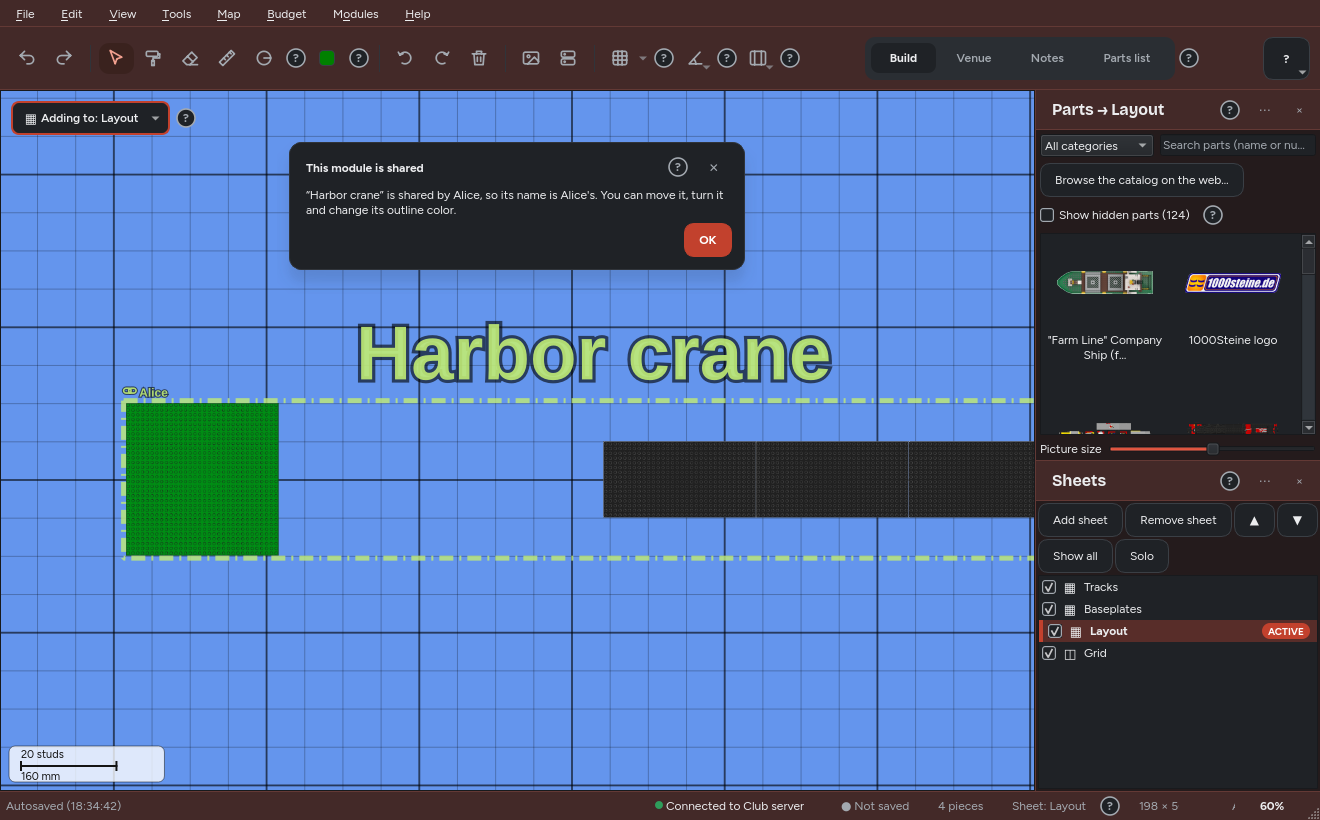 File Edit View Tools Map Budget Modules Help
Build Venue Notes Parts list
Adding to: Layout
This module is shared
“Harbor crane” is shared by Alice, so its name is Alice's. You can move it, turn it
and change its outline color.
OK
Harbor crane
Alice
20 studs
160 mm
Parts → Layout
All categories
Search parts (name or nu...
Browse the catalog on the web...
Show hidden parts (124)
"Farm Line" Company
Ship (f...
1000steine.de
1000Steine logo
Picture size
Sheets
Add sheet Remove sheet
Show all Solo
Tracks
Baseplates
Layout ACTIVE
Grid
Autosaved (18:34:42) Connected to Club server Not saved 4 pieces Sheet: Layout 198 × 5 60%